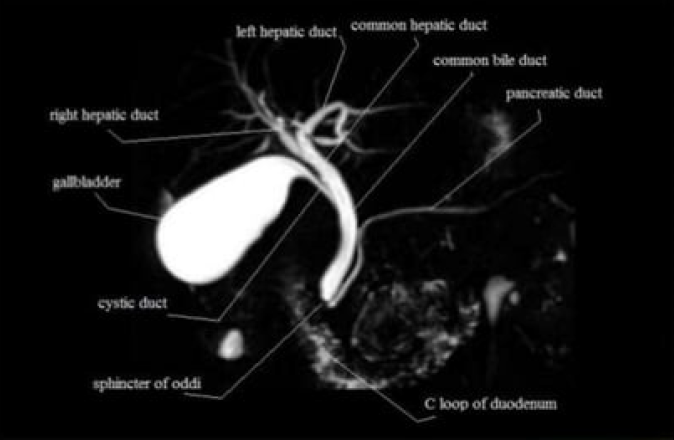 left hepatic duct
common hepatic duct
common bile duct
pancreatic duct
right hepatic duct
gallbladder
cystic duct
sphincter of oddi
C loop of duodenum